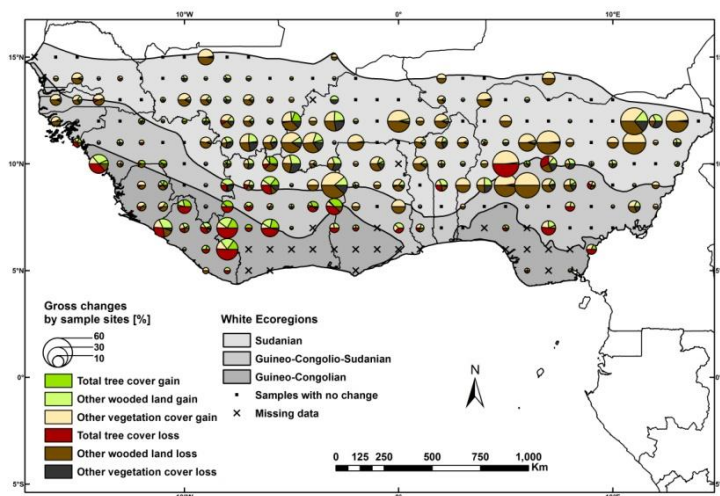 10°W
0°
15°N
10°N
5°N
0°
5°S
10°W
0°
Gross changes
by sample sites [%]
60
30
10
Total tree cover gain
Other wooded land gain
Other vegetation cover gain
Total tree cover loss
Other wooded land loss
Other vegetation cover loss
White Ecoregions
Sudanian
Guineo-Congolio-Sudanian
Guineo-Congolian
Samples with no change
Missing data
N
0 125 250 500 750 1,000
Km